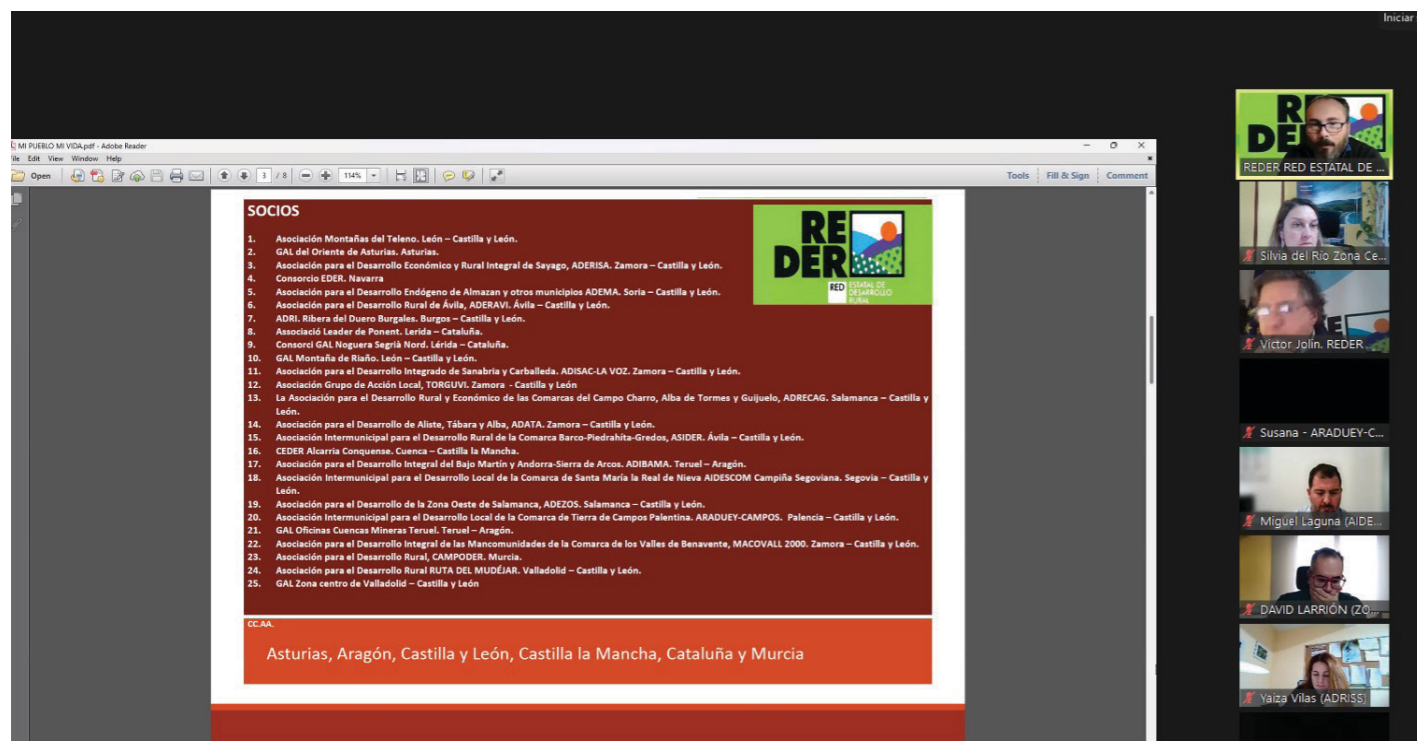 Iniciar
MI PUEBLO MI VIDA.pdf - Adobe Reader
File Edit View Window Help
Open 3 / 8 114% Tools Fill & Sign Comment
SOCIOS
RE
DER
RED ESTATAL DE
DESARROLLO
RURAL
1. Asociación Montañas del Teleno. León – Castilla y León.
2. GAL del Oriente de Asturias. Asturias.
3. Asociación para el Desarrollo Económico y Rural Integral de Sayago, ADERISA. Zamora – Castilla y León.
4. Consorcio EDER. Navarra
5. Asociación para el Desarrollo Endógeno de Almazan y otros municipios ADEMA. Soria – Castilla y León.
6. Asociación para el Desarrollo Rural de Ávila, ADERAVI. Ávila – Castilla y León.
7. ADRI. Ribera del Duero Burgales. Burgos – Castilla y León.
8. Associació Leader de Ponent. Lerida – Cataluña.
9. Consorci GAL Noguera Segrià Nord. Lérida – Cataluña.
10. GAL Montaña de Riaño. León – Castilla y León.
11. Asociación para el Desarrollo Integrado de Sanabria y Carballeda. ADISAC-LA VOZ. Zamora – Castilla y León.
12. Asociación Grupo de Acción Local, TORGUVI. Zamora - Castilla y León
13. La Asociación para el Desarrollo Rural y Económico de las Comarcas del Campo Charro, Alba de Tormes y Guijuelo, ADRECAG. Salamanca – Castilla y
León.
14. Asociación para el Desarrollo de Aliste, Tábara y Alba, ADATA. Zamora – Castilla y León.
15. Asociación Intermunicipal para el Desarrollo Rural de la Comarca Barco-Piedrahíta-Gredos, ASIDER. Ávila – Castilla y León.
16. CEDER Alcarria Conquense. Cuenca – Castilla la Mancha.
17. Asociación para el Desarrollo Integral del Bajo Martín y Andorra-Sierra de Arcos. ADIBAMA. Teruel – Aragón.
18. Asociación Intermunicipal para el Desarrollo Local de la Comarca de Santa María la Real de Nieva AIDESCOM Campiña Segoviana. Segovia – Castilla y
León.
19. Asociación para el Desarrollo de la Zona Oeste de Salamanca, ADEZOS. Salamanca – Castilla y León.
20. Asociación Intermunicipal para el Desarrollo Local de la Comarca de Tierra de Campos Palentina. ARADUEY-CAMPOS. Palencia – Castilla y León.
21. GAL Oficinas Cuencas Mineras Teruel. Teruel – Aragón.
22. Asociación para el Desarrollo Integral de las Mancomunidades de la Comarca de los Valles de Benavente, MACOVALL 2000. Zamora – Castilla y León.
23. Asociación para el Desarrollo Rural, CAMPODER. Murcia.
24. Asociación para el Desarrollo Rural RUTA DEL MUDÉJAR. Valladolid – Castilla y León.
25. GAL Zona centro de Valladolid – Castilla y León
CC.AA.
Asturias, Aragón, Castilla y León, Castilla la Mancha, Cataluña y Murcia
REDER RED ESTATAL DE ...
Silvia del Río Zona Ce...
Victor Jolín. REDER
Susana - ARADUEY-C...
Miguel Laguna (AIDE...
DAVID LARRIÓN (ZO...
Yaiza Vilas (ADRISS)